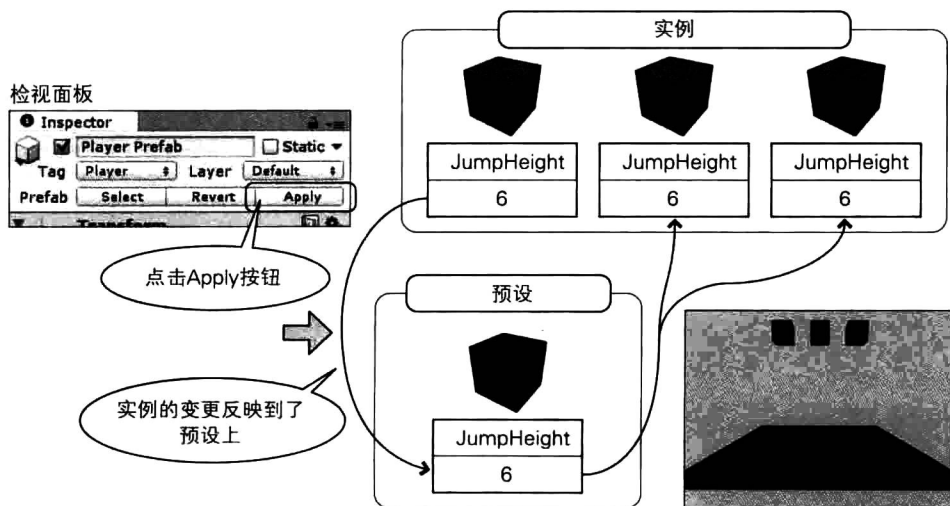 检视面板
Inspector
Player Prefab
Static
Tag
Player
Layer
Default
Prefab
Select
Revert
Apply
Transform
点击Apply按钮
实例的变更反映到了
预设上
实例
JumpHeight
6
JumpHeight
6
JumpHeight
6
预设
JumpHeight
6